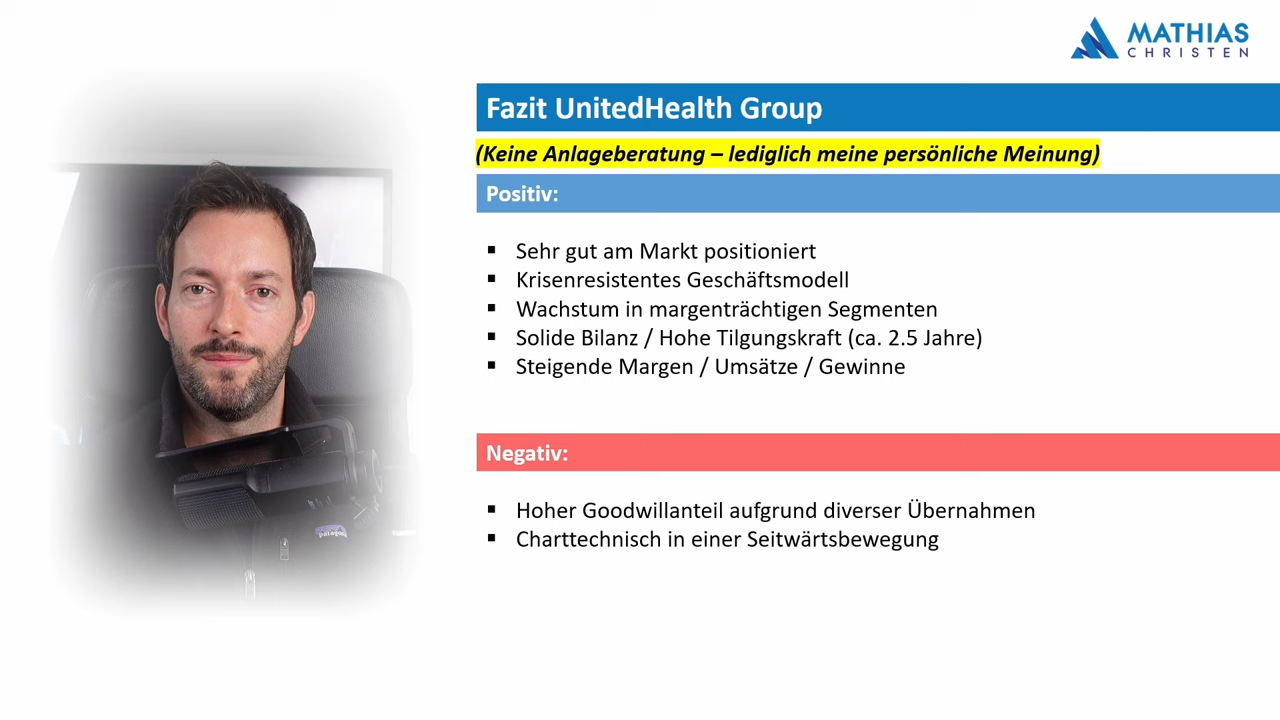 MATHIAS
CHRISTEN
Fazit UnitedHealth Group
(Keine Anlageberatung – lediglich meine persönliche Meinung)
Positiv:
▪ Sehr gut am Markt positioniert
▪ Krisenresistentes Geschäftsmodell
▪ Wachstum in margenträchtigen Segmenten
▪ Solide Bilanz / Hohe Tilgungskraft (ca. 2.5 Jahre)
▪ Steigende Margen / Umsätze / Gewinne
Negativ:
▪ Hoher Goodwillanteil aufgrund diverser Übernahmen
▪ Charttechnisch in einer Seitwärtsbewegung
patagonia